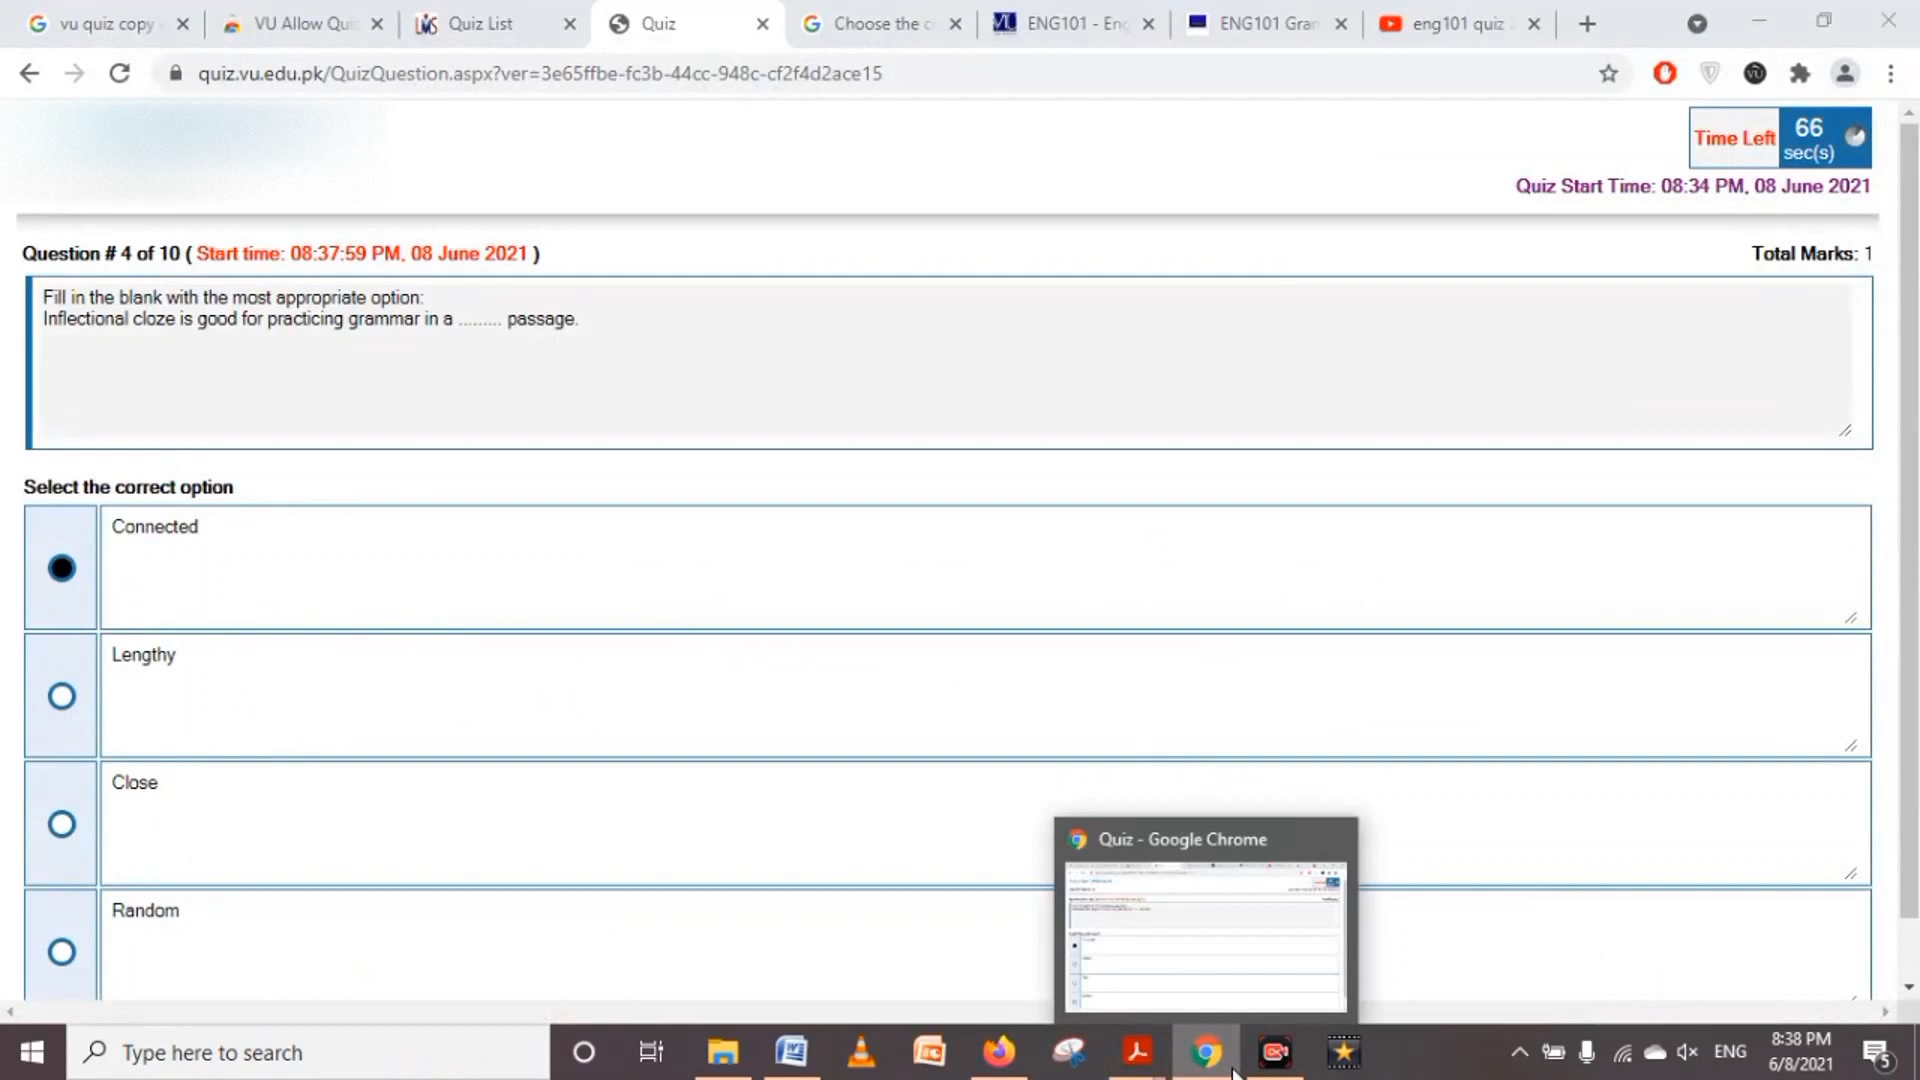 vu quiz copy
VU Allow Qui
Quiz List
Quiz
Choose the c
ENG101 - Eng
ENG101 Gran
eng101 quiz
quiz.vu.edu.pk/QuizQuestion.aspx?ver=3e65ffbe-fc3b-44cc-948c-cf2f4d2ace15
Time Left 66 sec(s)
Quiz Start Time: 08:34 PM, 08 June 2021
Question # 4 of 10 ( Start time: 08:37:59 PM, 08 June 2021 ) Total Marks: 1
Fill in the blank with the most appropriate option:
Inflectional cloze is good for practicing grammar in a ......... passage.
Select the correct option
Connected
Lengthy
Close
Random
Quiz - Google Chrome
Type here to search
ENG
8:38 PM
6/8/2021
5